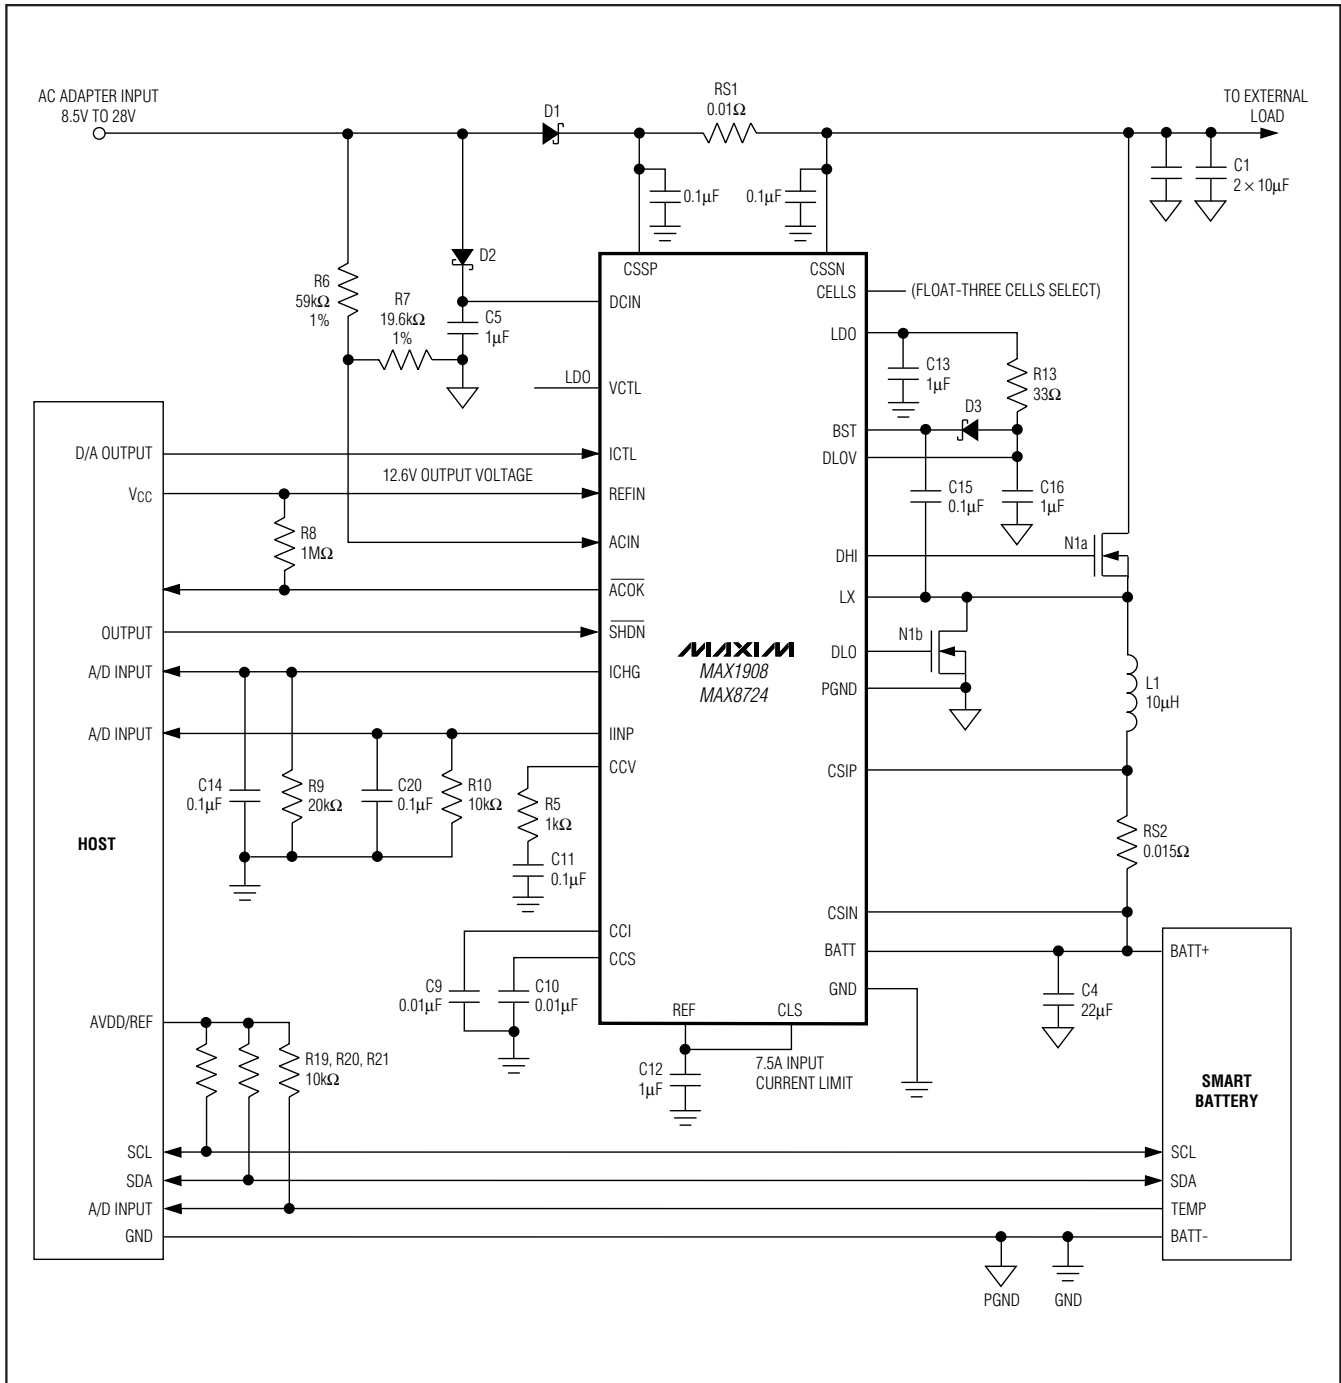 AC ADAPTER INPUT
8.5V TO 28V
D1
RS1
0.01Ω
TO EXTERNAL
LOAD
C1
2 × 10μF
0.1μF
0.1μF
D2
R6
59kΩ
1%
R7
19.6kΩ
1%
C5
1μF
CSSP
CSSN
CELLS
(FLOAT-THREE CELLS SELECT)
DCIN
LDO
LDO
VCTL
C13
1μF
R13
33Ω
D3
BST
DLOV
D/A OUTPUT
ICTL
12.6V OUTPUT VOLTAGE
VCC
REFIN
C15
0.1μF
C16
1μF
R8
1MΩ
ACIN
DHI
N1a
ACOK
LX
OUTPUT
SHDN
N1b
DLO
MAXIM
MAX1908
MAX8724
A/D INPUT
ICHG
PGND
L1
10μH
A/D INPUT
IINP
CCV
CSIP
C14
0.1μF
R9
20kΩ
C20
0.1μF
R10
10kΩ
R5
1kΩ
HOST
RS2
0.015Ω
C11
0.1μF
CSIN
CCI
BATT
BATT+
CCS
C9
0.01μF
C10
0.01μF
GND
C4
22μF
REF
CLS
AVDD/REF
R19, R20, R21
10kΩ
C12
1μF
7.5A INPUT
CURRENT LIMIT
SMART
BATTERY
SCL
SCL
SDA
SDA
A/D INPUT
TEMP
GND
BATT-
PGND
GND